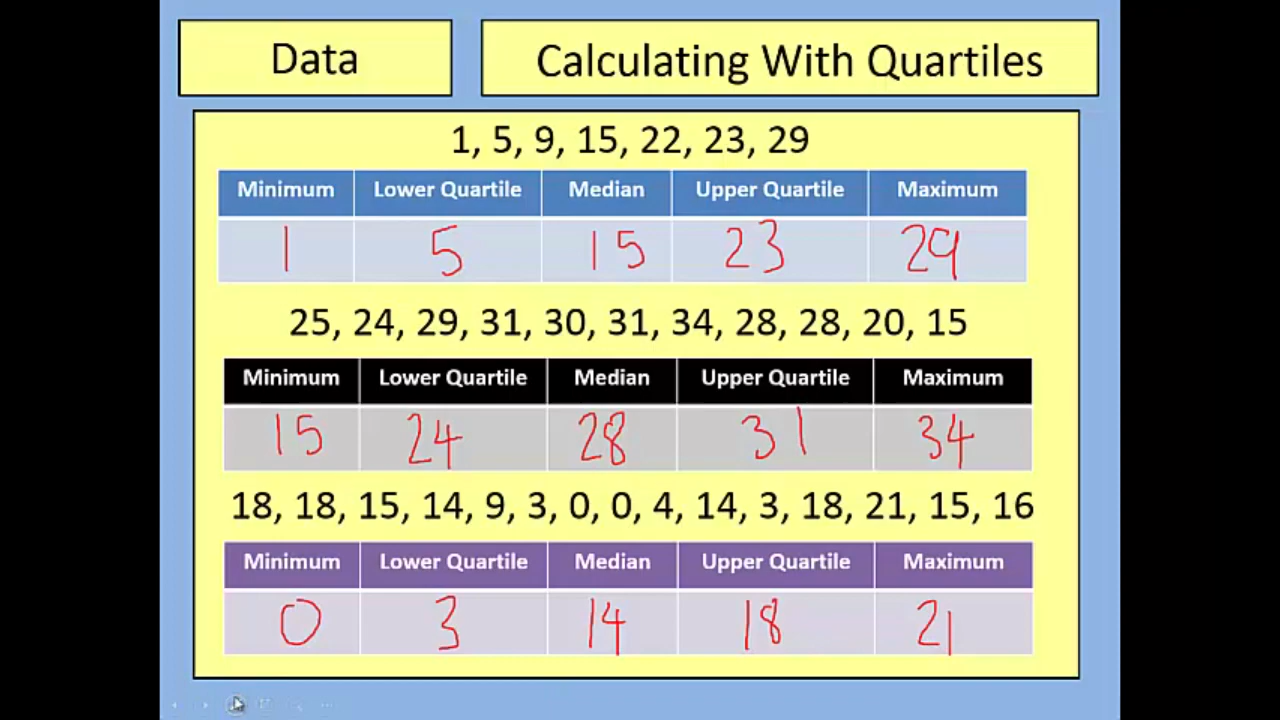 Data
Calculating With Quartiles
1, 5, 9, 15, 22, 23, 29
Minimum Lower Quartile Median Upper Quartile Maximum
1 5 15 23 29
25, 24, 29, 31, 30, 31, 34, 28, 28, 20, 15
Minimum Lower Quartile Median Upper Quartile Maximum
15 24 28 31 34
18, 18, 15, 14, 9, 3, 0, 0, 4, 14, 3, 18, 21, 15, 16
Minimum Lower Quartile Median Upper Quartile Maximum
0 3 14 18 21